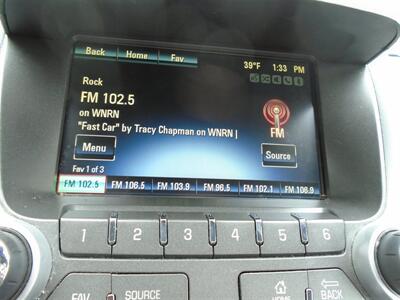 Back Home Fav 39°F 1:33 PM
Rock
FM 102.5
on WNRN
"Fast Car" by Tracy Chapman on WNRN |
FM
Menu Source
Fav 1 of 3
FM 102.5 FM 106.5 FM 103.9 FM 96.5 FM 102.1 FM 106.9
1 2 3 4 5 6
FAV SOURCE HOME BACK